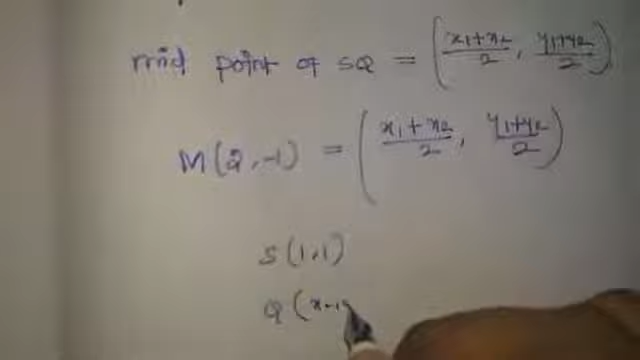 mid point of SQ = (x₁+x₂/2, y₁+y₂/2)
M(2,-1) = (x₁+x₂/2, y₁+y₂/2)
S(1,1)
Q(x